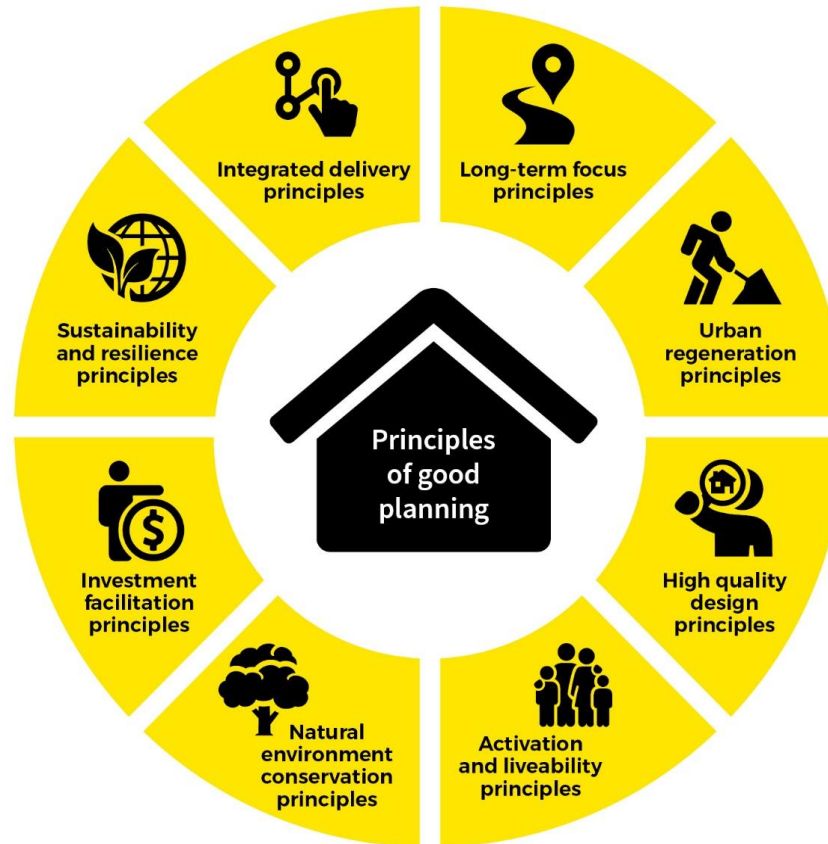 Integrated delivery
principles
Long-term focus
principles
Urban
regeneration
principles
High quality
design
principles
Activation
and liveability
principles
Natural
environment
conservation
principles
Investment
facilitation
principles
Sustainability
and resilience
principles
Principles
of good
planning
$